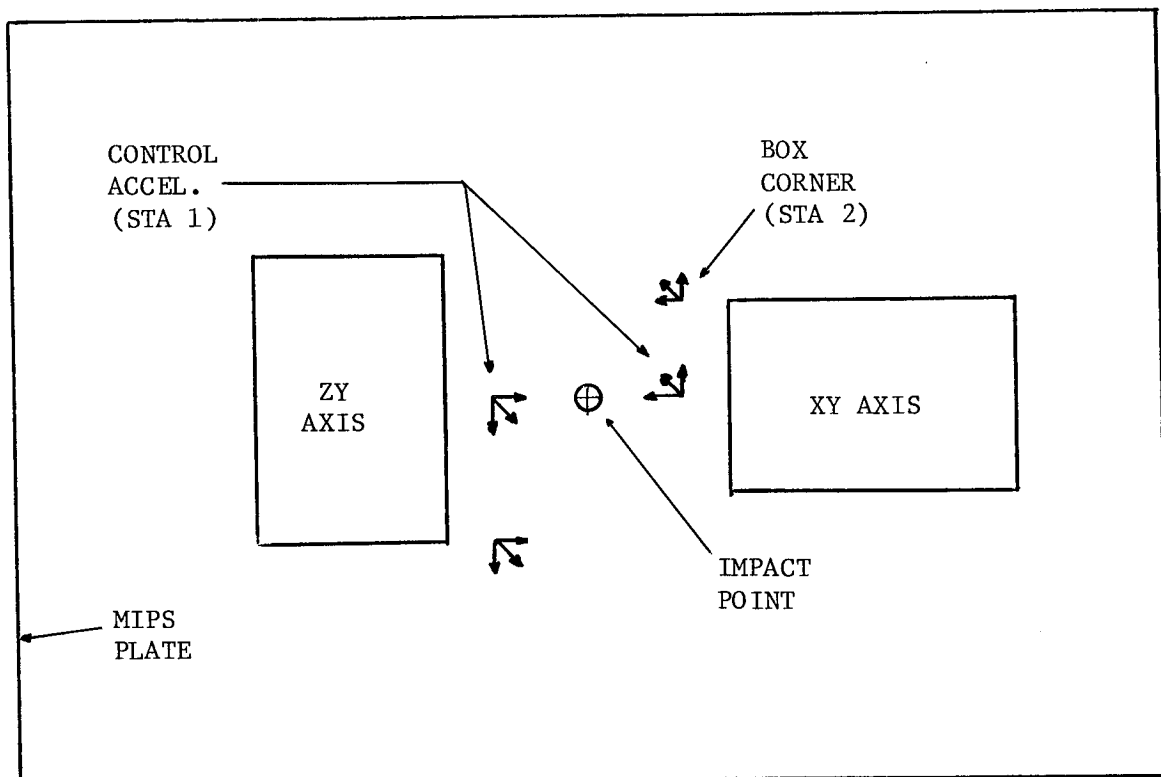 CONTROL
ACCEL.
(STA 1)
BOX
CORNER
(STA 2)
ZY
AXIS
XY AXIS
IMPACT
POINT
MIPS
PLATE